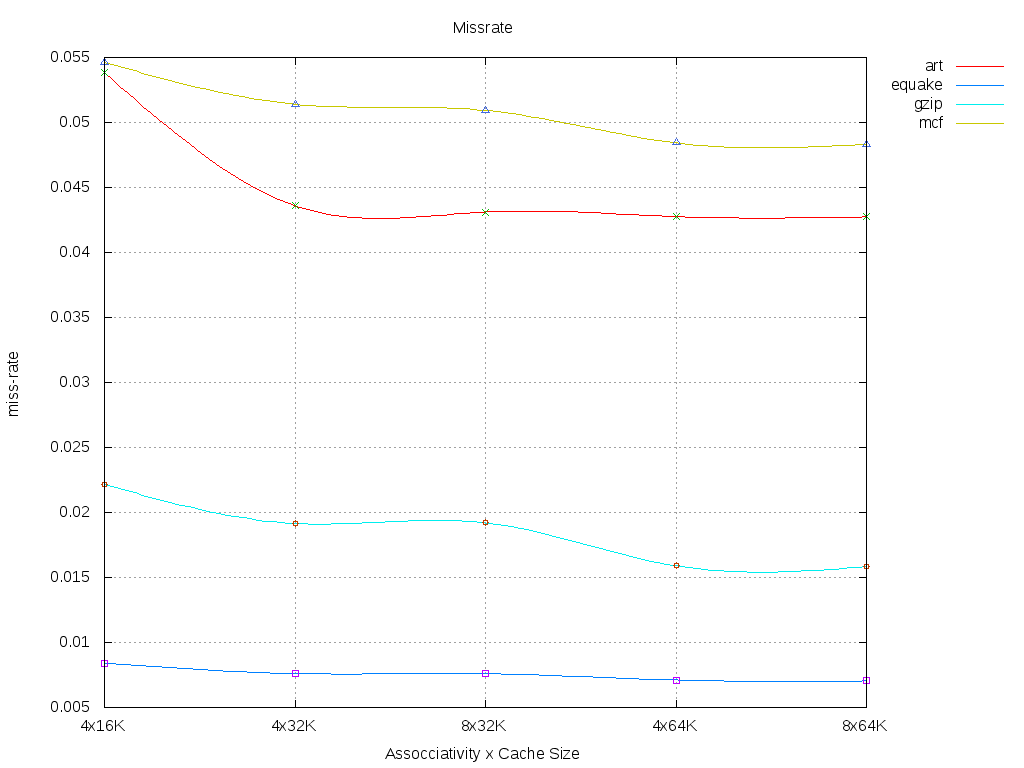 Missrate
0.055
0.05
0.045
0.04
0.035
0.03
0.025
0.02
0.015
0.01
0.005
miss-rate
4x16K 4x32K 8x32K 4x64K 8x64K
Assocciativity x Cache Size
art
equake
gzip
mcf